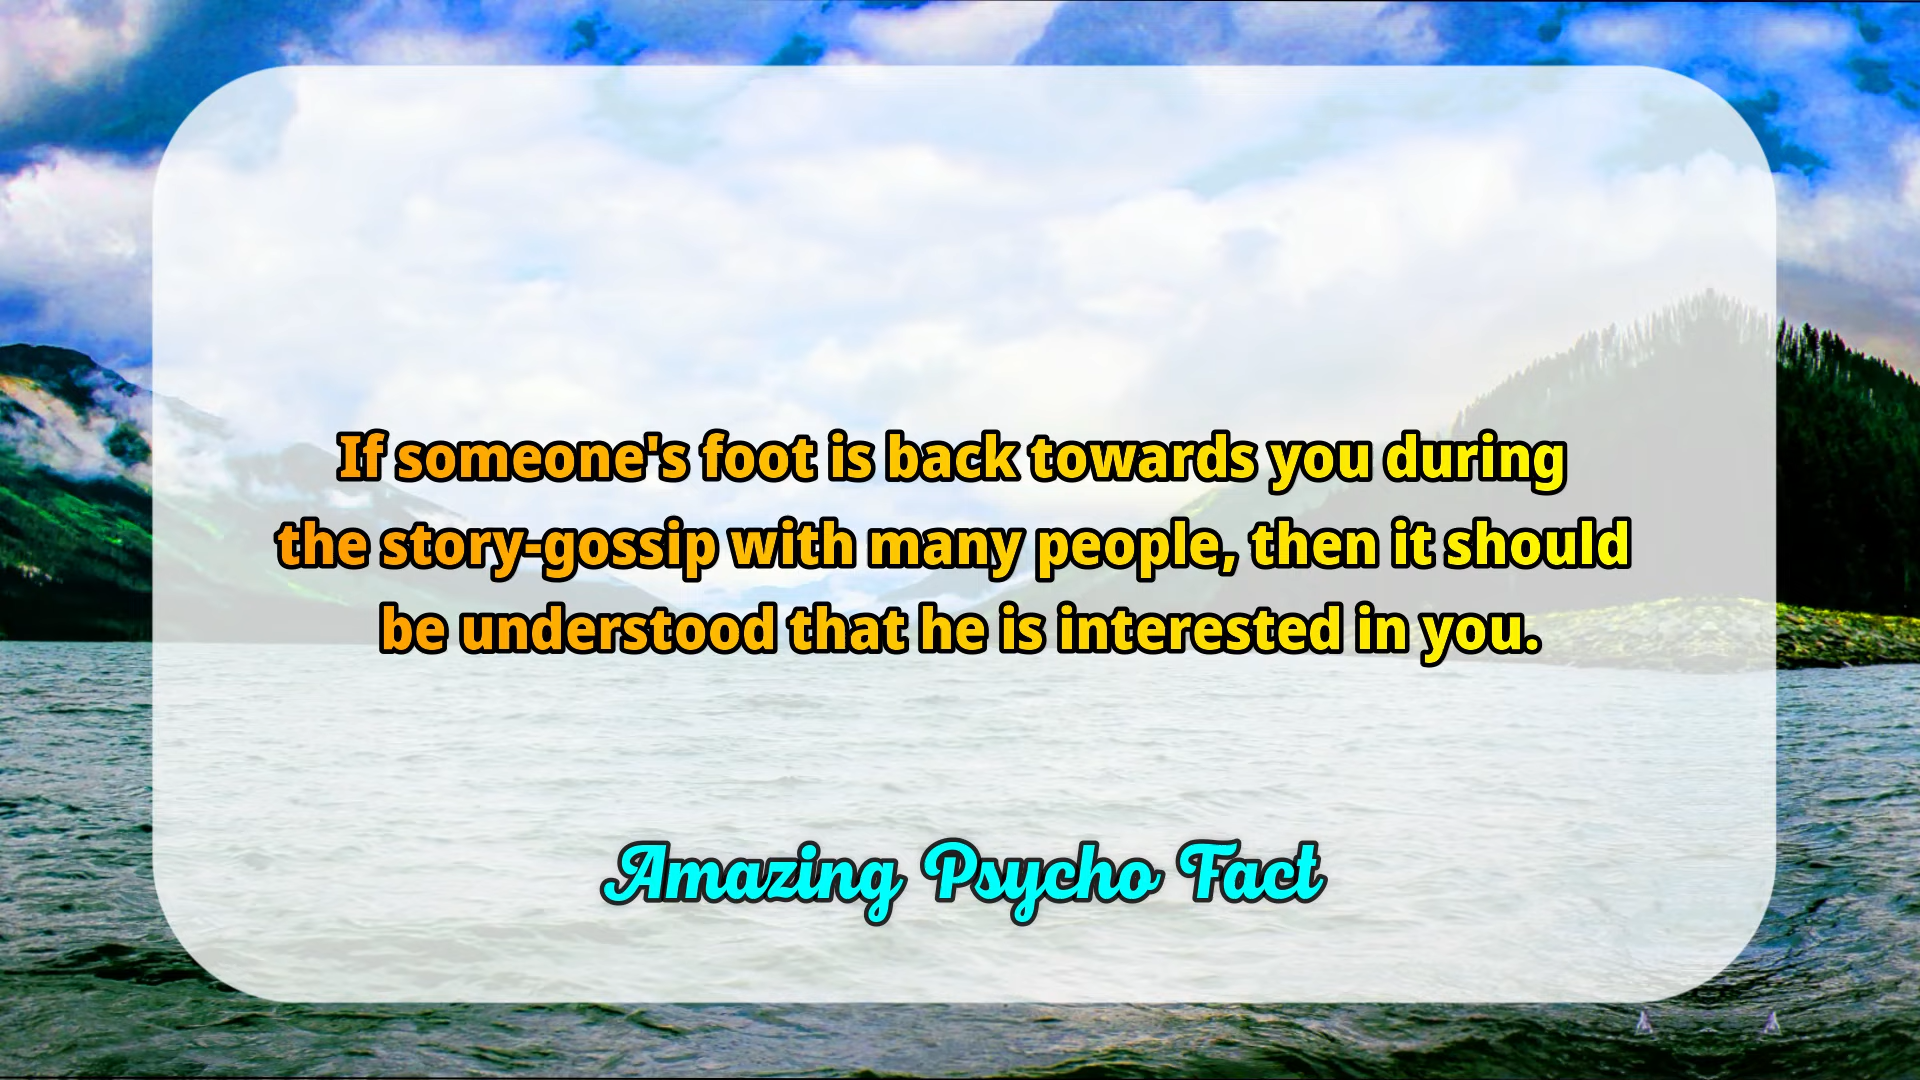 If someone's foot is back towards you during
the story-gossip with many people, then it should
be understood that he is interested in you.
Amazing Psycho Fact